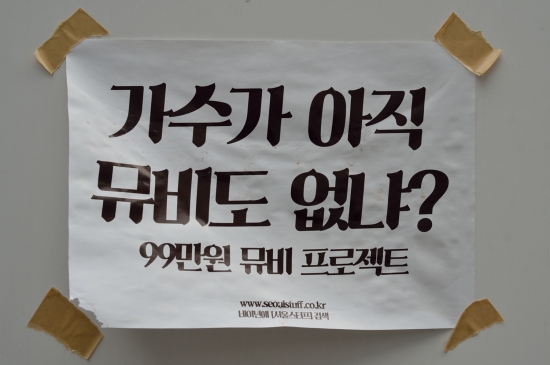 가수가 아직
뮤비도 없냐?
99만원 뮤비 프로젝트
www.seoulstuff.co.kr
네이버에 [서울스터프] 검색